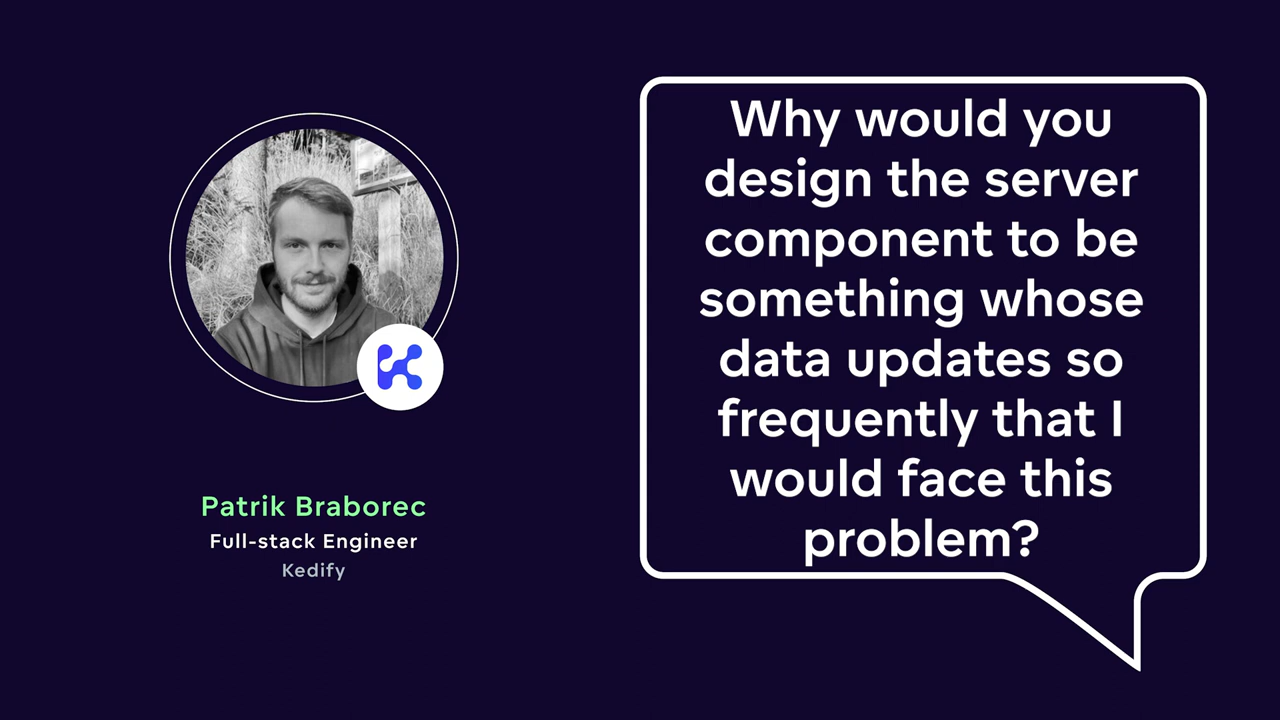 Why would you
design the server
component to be
something whose
data updates so
frequently that I
would face this
problem?
Patrik Braborec
Full-stack Engineer
Kedify